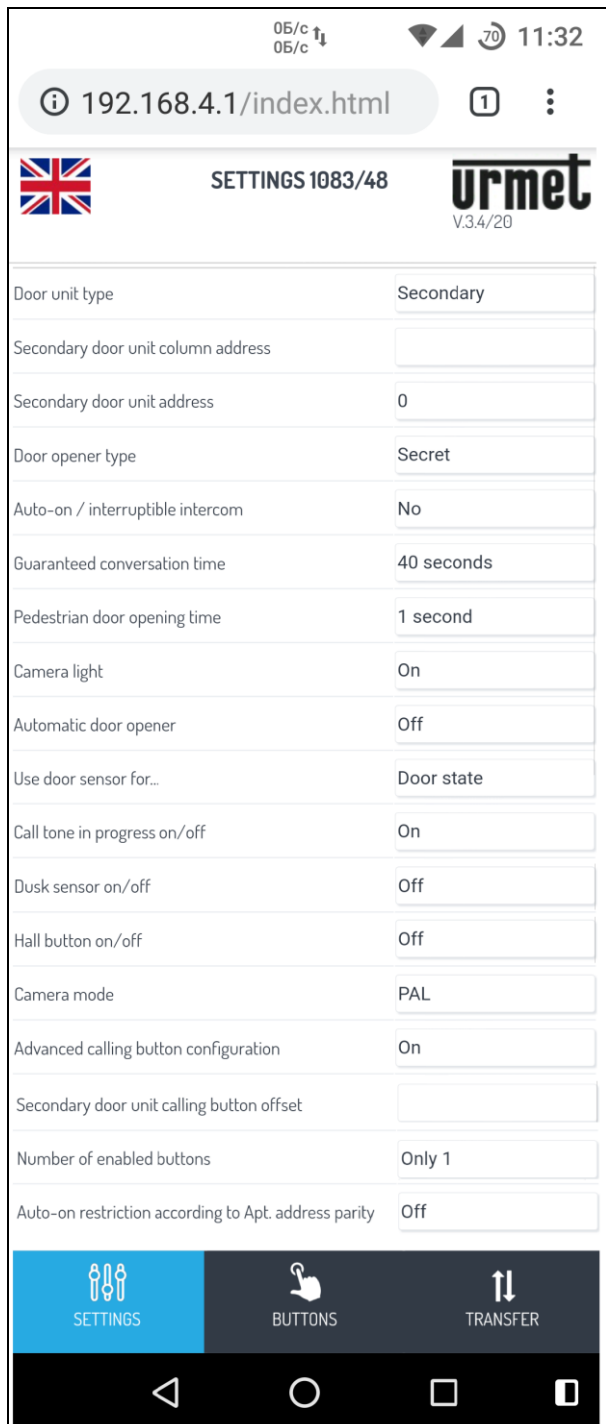 0Б/с
0Б/с
70 11:32
192.168.4.1/index.html 1
SETTINGS 1083/48
urmet
V.3.4/20
Door unit type Secondary
Secondary door unit column address
Secondary door unit address 0
Door opener type Secret
Auto-on / interruptible intercom No
Guaranteed conversation time 40 seconds
Pedestrian door opening time 1 second
Camera light On
Automatic door opener Off
Use door sensor for... Door state
Call tone in progress on/off On
Dusk sensor on/off Off
Hall button on/off Off
Camera mode PAL
Advanced calling button configuration On
Secondary door unit calling button offset
Number of enabled buttons Only 1
Auto-on restriction according to Apt. address parity Off
SETTINGS BUTTONS TRANSFER